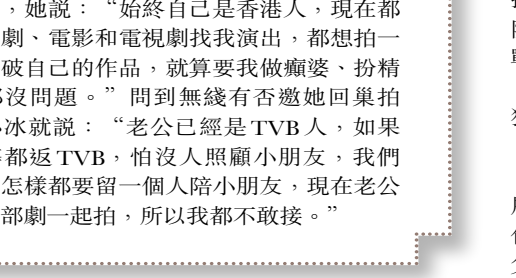 ，她說：“始終自己是香港人，現在都
劇、電影和電視劇找我演出，都想拍一
破自己的作品，就算要我做癲婆、扮精
都沒問題。”問到無綫有否邀她回巢拍
冰就說：“老公已經是TVB人，如果
都返TVB，怕沒人照顧小朋友，我們
怎樣都要留一個人陪小朋友，現在老公
部劇一起拍，所以我都不敢接。”